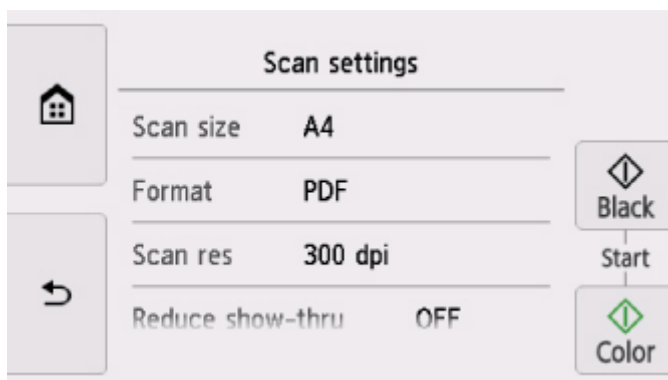 Scan settings
Scan size A4
Format PDF
Scan res 300 dpi
Reduce show-thru OFF
Black
Start
Color